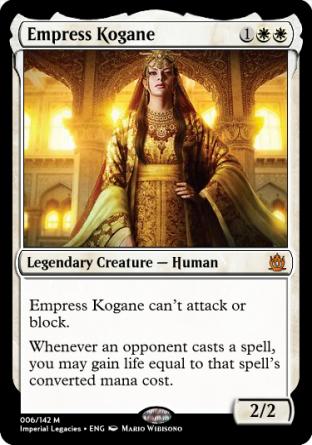 Empress Kogane 1
Legendary Creature — Human
Empress Kogane can't attack or
block.
Whenever an opponent casts a spell,
you may gain life equal to that spell's
converted mana cost.
2/2
006/142 M
Imperial Legacies • ENG Mario Wibisono